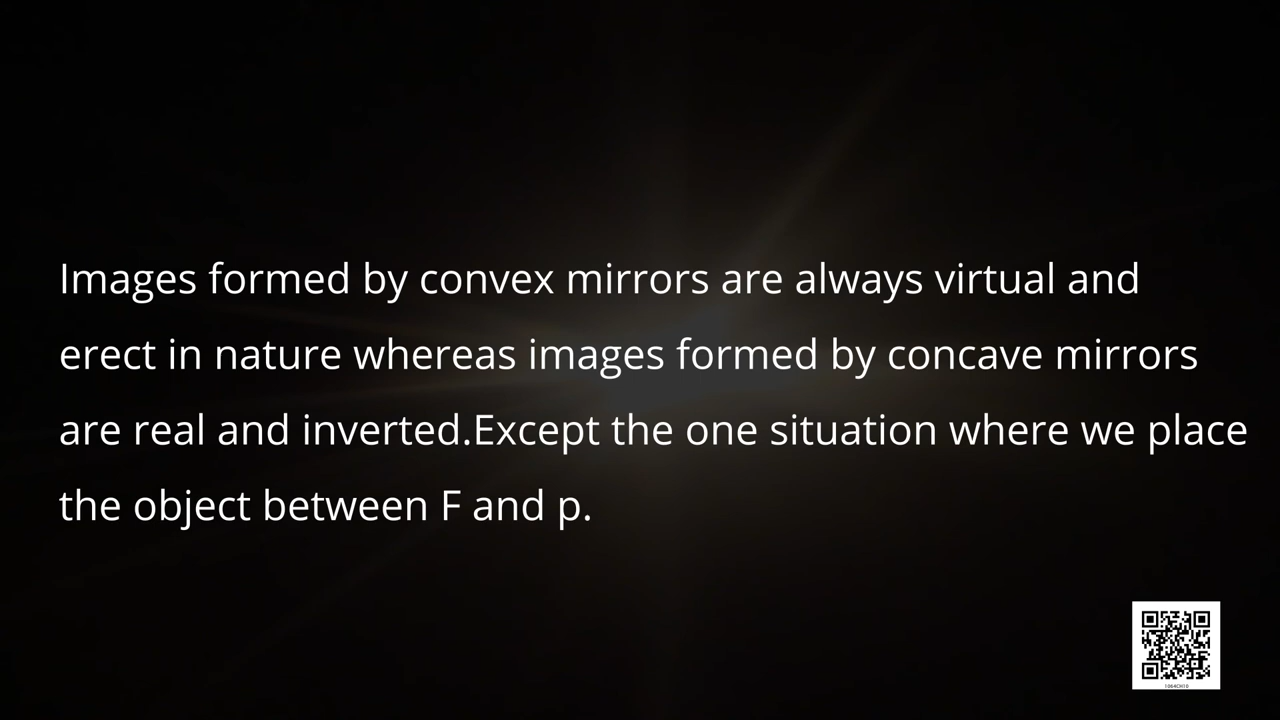 Images formed by convex mirrors are always virtual and
erect in nature whereas images formed by concave mirrors
are real and inverted.Except the one situation where we place
the object between F and p.
1064CH10